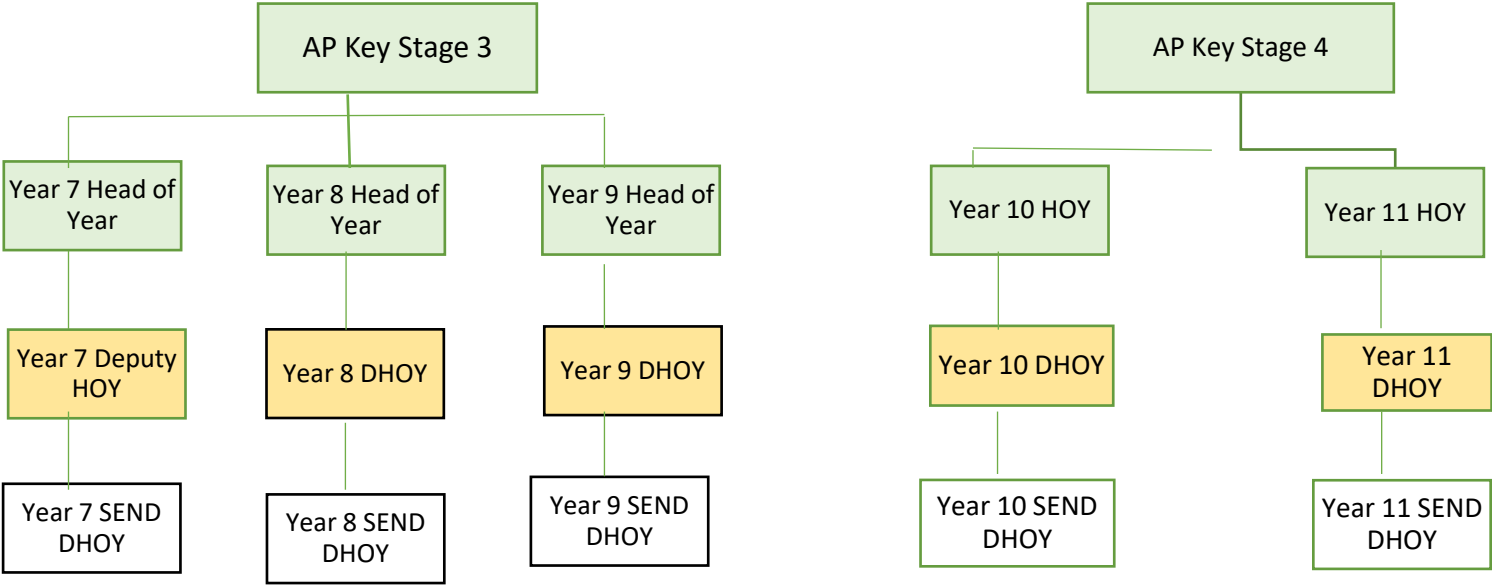 AP Key Stage 3
AP Key Stage 4
Year 7 Head of
Year
Year 8 Head of
Year
Year 9 Head of
Year
Year 10 HOY
Year 11 HOY
Year 7 Deputy
HOY
Year 8 DHOY
Year 9 DHOY
Year 10 DHOY
Year 11
DHOY
Year 7 SEND
DHOY
Year 8 SEND
DHOY
Year 9 SEND
DHOY
Year 10 SEND
DHOY
Year 11 SEND
DHOY